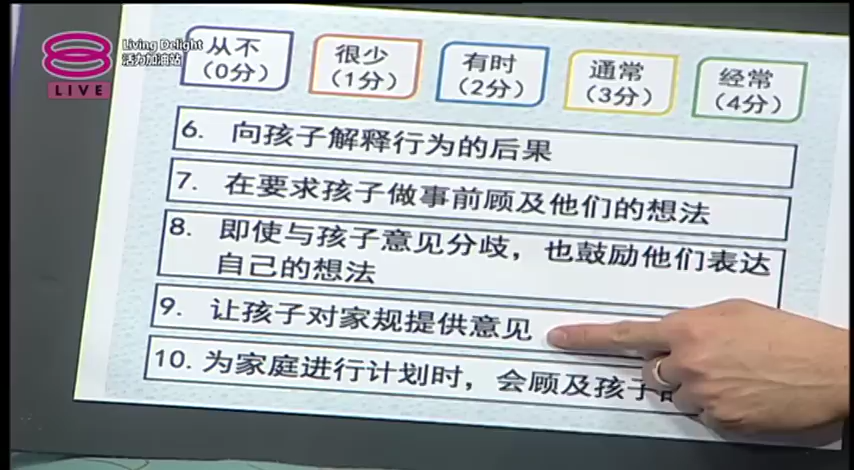 Living Delight
活力加油站
LIVE
从不
(0分)
很少
(1分)
有时
(2分)
通常
(3分)
经常
(4分)
6. 向孩子解释行为的后果
7. 在要求孩子做事前顾及他们的想法
8. 即使与孩子意见分歧，也鼓励他们表达
自己的想法
9. 让孩子对家规提供意见
10. 为家庭进行计划时，会顾及孩子